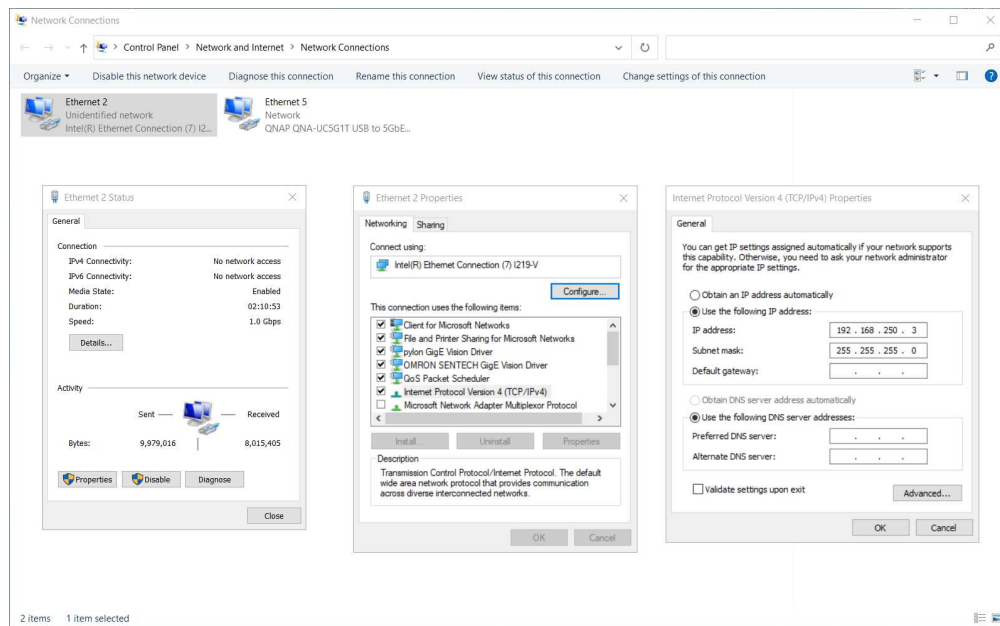 Network Connections
Control Panel > Network and Internet > Network Connections
Organize Disable this network device Diagnose this connection Rename this connection View status of this connection Change settings of this connection
Ethernet 2
Unidentified network
Intel(R) Ethernet Connection (7) I2...
Ethernet 5
Network
QNAP QNA-UC5G1T USB to 5GbE...
Ethernet 2 Status
General
Connection
IPv4 Connectivity: No network access
IPv6 Connectivity: No network access
Media State: Enabled
Duration: 02:10:53
Speed: 1.0 Gbps
Details...
Activity
Sent — Received
Bytes: 9,979,016 8,015,405
Properties Disable Diagnose
Close
Ethernet 2 Properties
Networking Sharing
Connect using:
Intel(R) Ethernet Connection (7) I219-V
Configure...
This connection uses the following items:
Client for Microsoft Networks
File and Printer Sharing for Microsoft Networks
pylon GigE Vision Driver
OMRON SENTECH GigE Vision Driver
QoS Packet Scheduler
Internet Protocol Version 4 (TCP/IPv4)
Microsoft Network Adapter Multiplexor Protocol
Install... Uninstall Properties
Description
Transmission Control Protocol/Internet Protocol. The default
wide area network protocol that provides communication
across diverse interconnected networks.
OK Cancel
Internet Protocol Version 4 (TCP/IPv4) Properties
General
You can get IP settings assigned automatically if your network supports
this capability. Otherwise, you need to ask your network administrator
for the appropriate IP settings.
Obtain an IP address automatically
Use the following IP address:
IP address: 192 . 168 . 250 . 3
Subnet mask: 255 . 255 . 255 . 0
Default gateway: . . .
Obtain DNS server address automatically
Use the following DNS server addresses:
Preferred DNS server: . . .
Alternate DNS server: . . .
Validate settings upon exit
Advanced...
OK Cancel
2 items 1 item selected